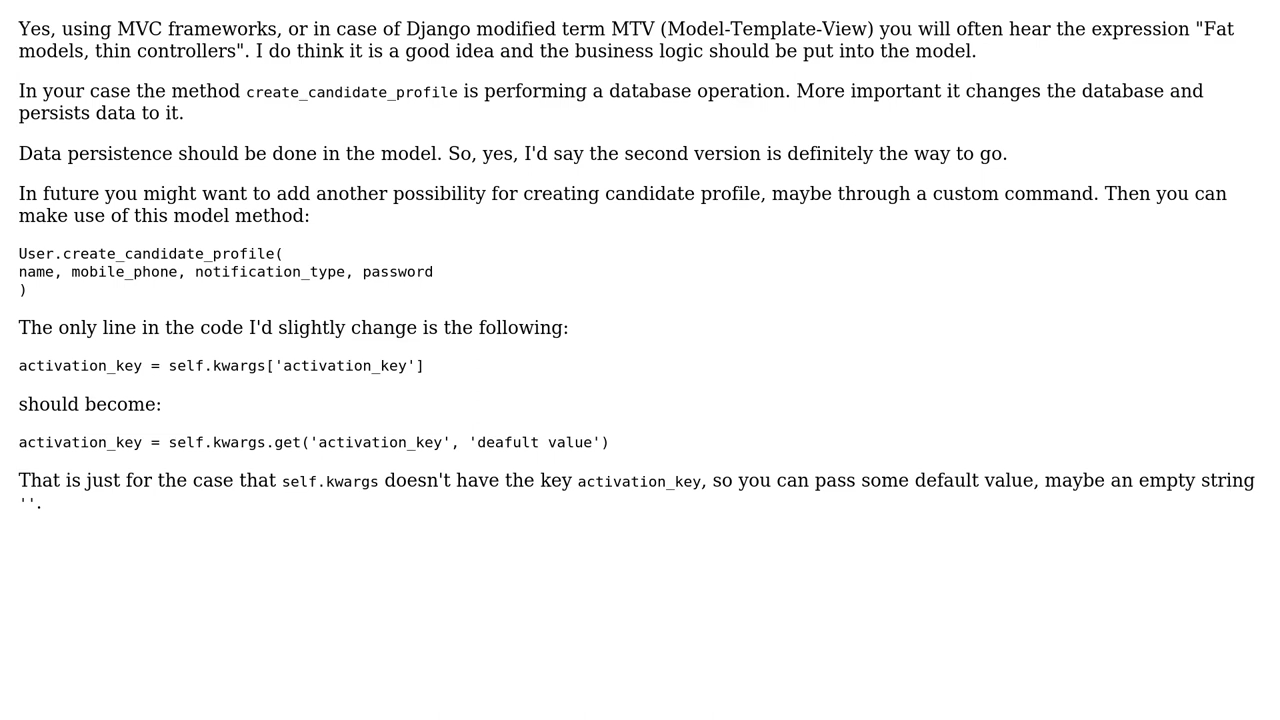 Yes, using MVC frameworks, or in case of Django modified term MTV (Model-Template-View) you will often hear the expression "Fat
models, thin controllers". I do think it is a good idea and the business logic should be put into the model.
In your case the method create_candidate_profile is performing a database operation. More important it changes the database and
persists data to it.
Data persistence should be done in the model. So, yes, I'd say the second version is definitely the way to go.
In future you might want to add another possibility for creating candidate profile, maybe through a custom command. Then you can
make use of this model method:
User.create_candidate_profile(
name, mobile_phone, notification_type, password
)
The only line in the code I'd slightly change is the following:
activation_key = self.kwargs['activation_key']
should become:
activation_key = self.kwargs.get('activation_key', 'deafult value')
That is just for the case that self.kwargs doesn't have the key activation_key, so you can pass some default value, maybe an empty string
''.